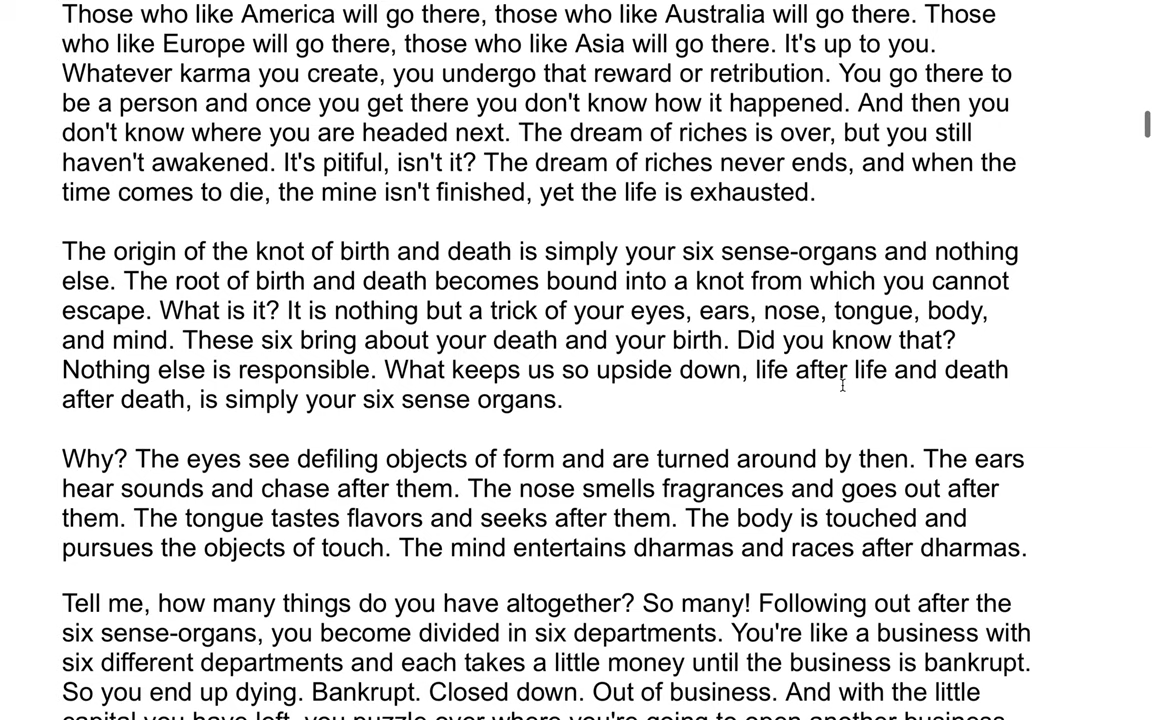 Those who like America will go there, those who like Australia will go there. Those
who like Europe will go there, those who like Asia will go there. It's up to you.
Whatever karma you create, you undergo that reward or retribution. You go there to
be a person and once you get there you don't know how it happened. And then you
don't know where you are headed next. The dream of riches is over, but you still
haven't awakened. It's pitiful, isn't it? The dream of riches never ends, and when the
time comes to die, the mine isn't finished, yet the life is exhausted.
The origin of the knot of birth and death is simply your six sense-organs and nothing
else. The root of birth and death becomes bound into a knot from which you cannot
escape. What is it? It is nothing but a trick of your eyes, ears, nose, tongue, body,
and mind. These six bring about your death and your birth. Did you know that?
Nothing else is responsible. What keeps us so upside down, life after life and death
after death, is simply your six sense organs.
Why? The eyes see defiling objects of form and are turned around by then. The ears
hear sounds and chase after them. The nose smells fragrances and goes out after
them. The tongue tastes flavors and seeks after them. The body is touched and
pursues the objects of touch. The mind entertains dharmas and races after dharmas.
Tell me, how many things do you have altogether? So many! Following out after the
six sense-organs, you become divided in six departments. You're like a business with
six different departments and each takes a little money until the business is bankrupt.
So you end up dying. Bankrupt. Closed down. Out of business. And with the little
capital you have left, you puzzle over where you're going to open another business